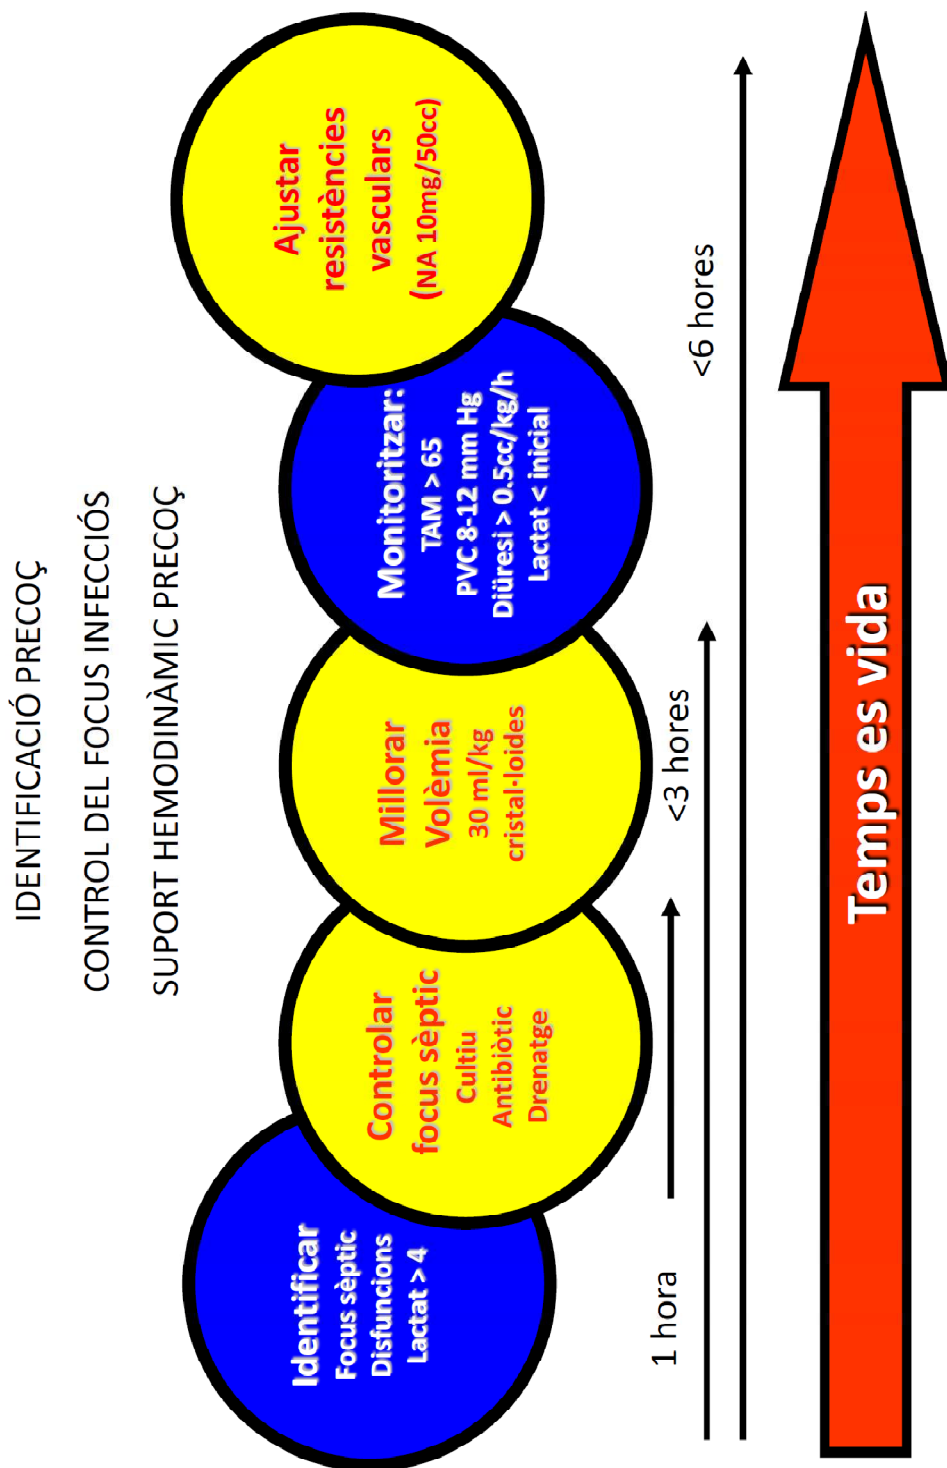 IDENTIFICACIÓ PRECOÇ
CONTROL DEL FOCUS INFECCIÓS
SUPORT HEMODINÀMIC PRECOÇ
Identificar
Focus sèptic
Disfuncions
Lactat > 4
Controlar
focus sèptic
Cultiu
Antibiòtic
Drenatge
Millorar
Volèmia
30 ml/kg
cristal·loides
Monitoritzar:
TAM > 65
PVC 8-12 mm Hg
Diüresi > 0.5cc/kg/h
Lactat < inicial
Ajustar
resistències
vasculars
(NA 10mg/50cc)
1 hora
<3 hores
<6 hores
Temps es vida